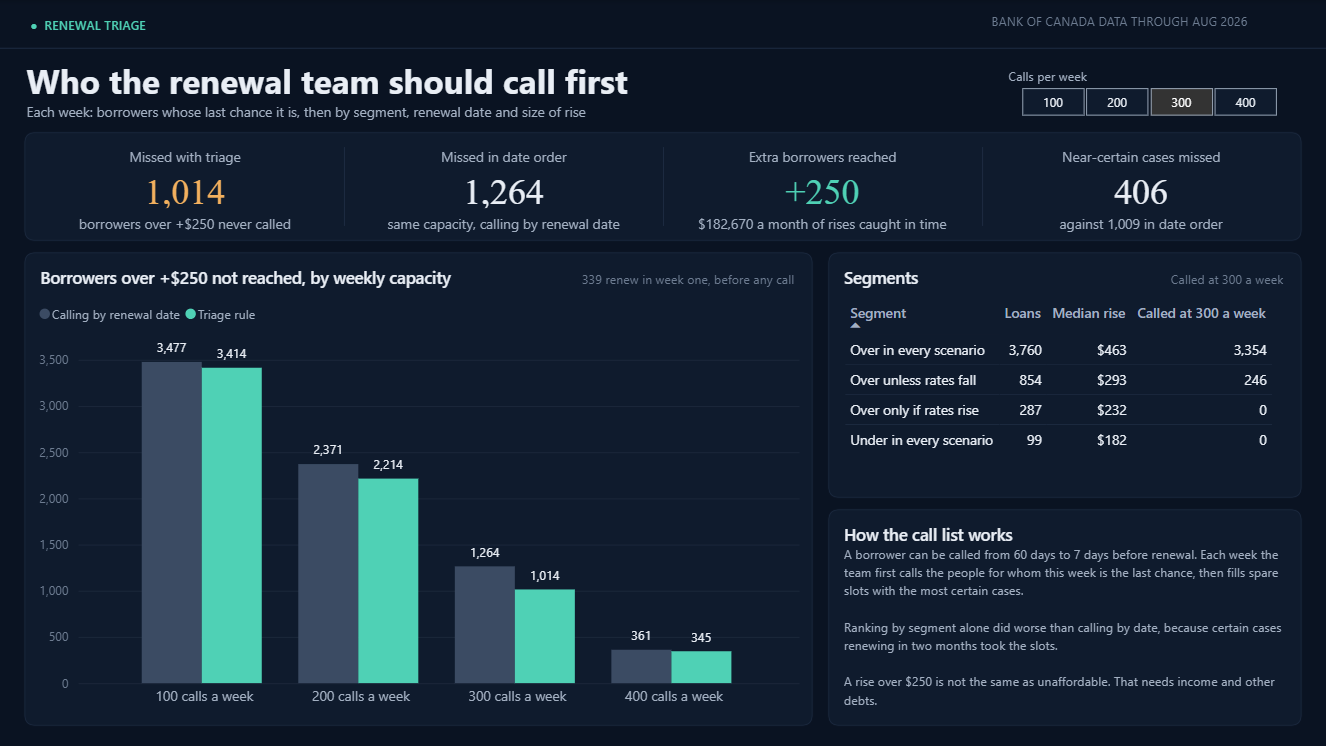 RENEWAL TRIAGE
BANK OF CANADA DATA THROUGH AUG 2026
Who the renewal team should call first
Each week: borrowers whose last chance it is, then by segment, renewal date and size of rise
Calls per week
100 200 300 400
Missed with triage
1,014
borrowers over +$250 never called
Missed in date order
1,264
same capacity, calling by renewal date
Extra borrowers reached
+250
$182,670 a month of rises caught in time
Near-certain cases missed
406
against 1,009 in date order
Borrowers over +$250 not reached, by weekly capacity
339 renew in week one, before any call
Calling by renewal date Triage rule
3,500
3,000
2,500
2,000
1,500
1,000
500
0
3,477 3,414
2,371 2,214
1,264 1,014
361 345
100 calls a week 200 calls a week 300 calls a week 400 calls a week
Segments
Called at 300 a week
Segment Loans Median rise Called at 300 a week
Over in every scenario 3,760 $463 3,354
Over unless rates fall 854 $293 246
Over only if rates rise 287 $232 0
Under in every scenario 99 $182 0
How the call list works
A borrower can be called from 60 days to 7 days before renewal. Each week the
team first calls the people for whom this week is the last chance, then fills spare
slots with the most certain cases.
Ranking by segment alone did worse than calling by date, because certain cases
renewing in two months took the slots.
A rise over $250 is not the same as unaffordable. That needs income and other
debts.